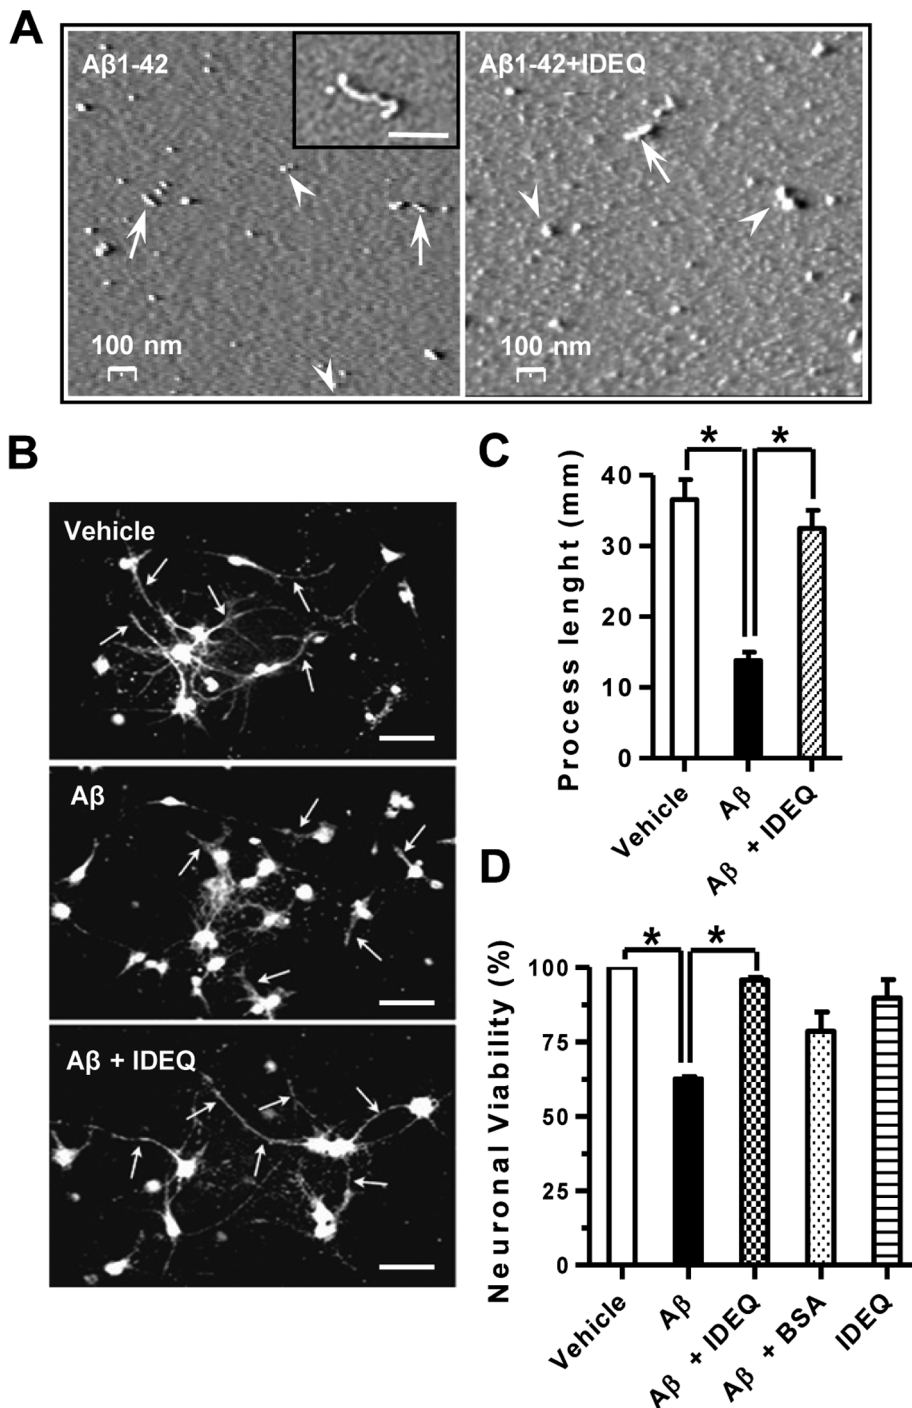 A
Aβ1-42
Aβ1-42+IDEQ
100 nm
100 nm
B
Vehicle
Aβ
Aβ + IDEQ
C
Process lenght (mm)
40
30
20
10
0
*
*
Vehicle
Aβ
Aβ + IDEQ
D
Neuronal Viability (%)
100
75
50
25
0
*
*
Vehicle
Aβ
Aβ + IDEQ
Aβ + BSA
IDEQ